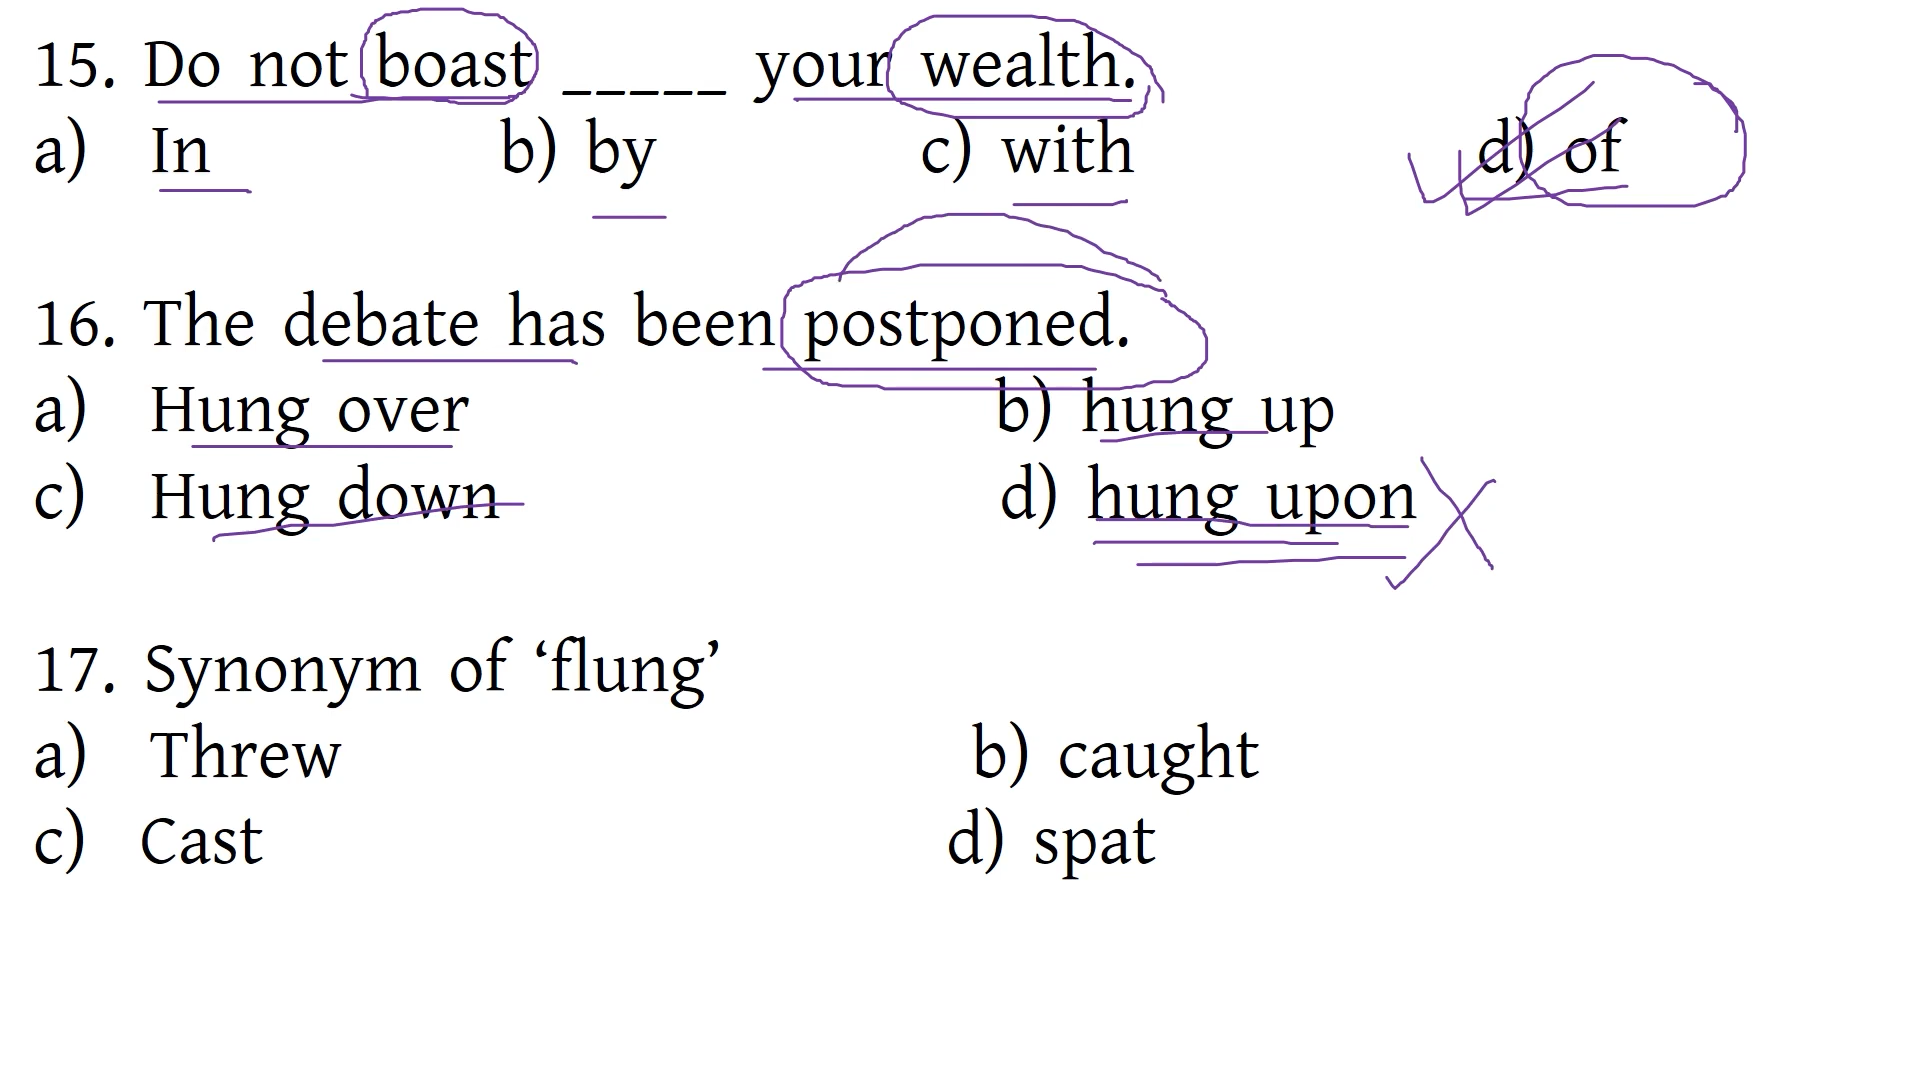 15. Do not boast _____ your wealth.
a) In b) by c) with d) of
16. The debate has been postponed.
a) Hung over b) hung up
c) Hung down d) hung upon
17. Synonym of ‘flung’
a) Threw b) caught
c) Cast d) spat